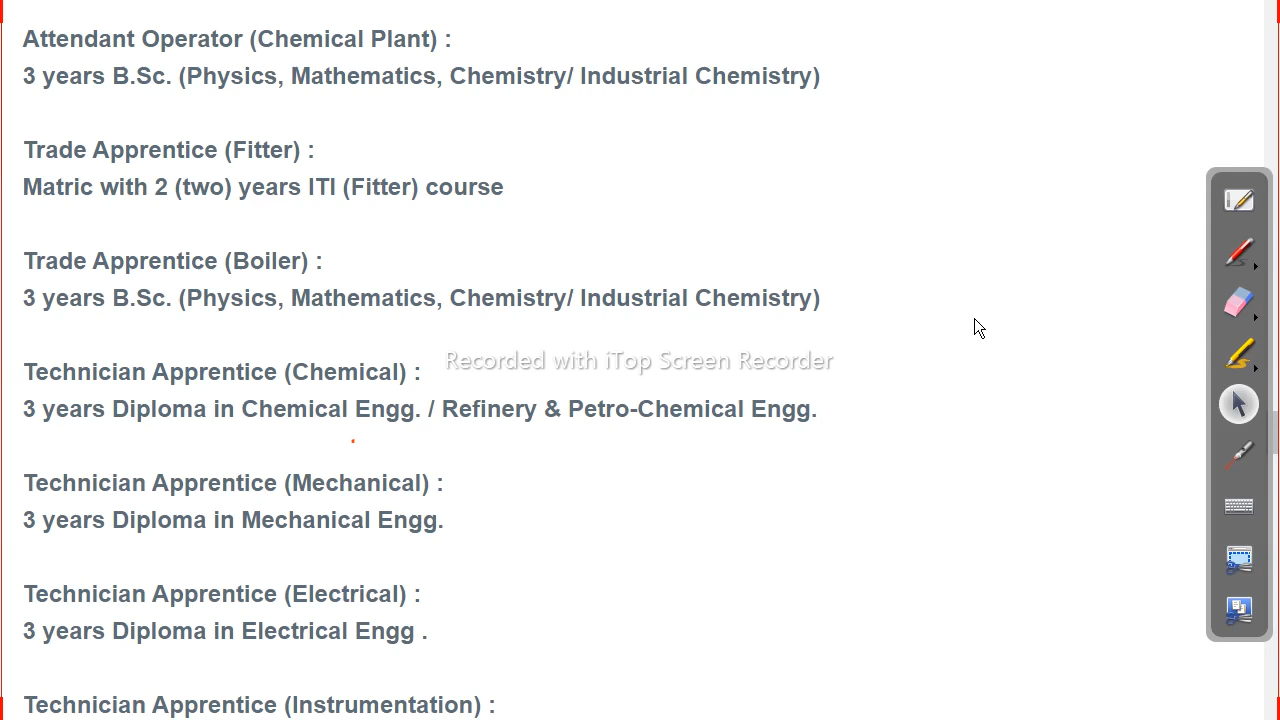 Attendant Operator (Chemical Plant) :
3 years B.Sc. (Physics, Mathematics, Chemistry/ Industrial Chemistry)
Trade Apprentice (Fitter) :
Matric with 2 (two) years ITI (Fitter) course
Trade Apprentice (Boiler) :
3 years B.Sc. (Physics, Mathematics, Chemistry/ Industrial Chemistry)
Recorded with iTop Screen Recorder
Technician Apprentice (Chemical) :
3 years Diploma in Chemical Engg. / Refinery & Petro-Chemical Engg.
Technician Apprentice (Mechanical) :
3 years Diploma in Mechanical Engg.
Technician Apprentice (Electrical) :
3 years Diploma in Electrical Engg .
Technician Apprentice (Instrumentation) :